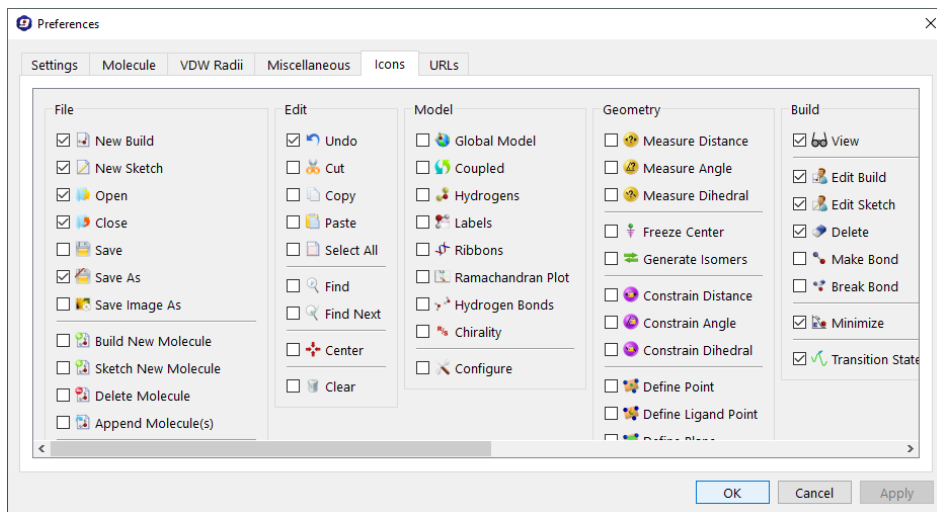 Preferences
Settings Molecule VDW Radii Miscellaneous Icons URLs
File
New Build
New Sketch
Open
Close
Save
Save As
Save Image As
Build New Molecule
Sketch New Molecule
Delete Molecule
Append Molecule(s)
Edit
Undo
Cut
Copy
Paste
Select All
Find
Find Next
Center
Clear
Model
Global Model
Coupled
Hydrogens
Labels
Ribbons
Ramachandran Plot
Hydrogen Bonds
Chirality
Configure
Geometry
Measure Distance
Measure Angle
Measure Dihedral
Freeze Center
Generate Isomers
Constrain Distance
Constrain Angle
Constrain Dihedral
Define Point
Define Ligand Point
Define Plane
Build
View
Edit Build
Edit Sketch
Delete
Make Bond
Break Bond
Minimize
Transition State
OK Cancel Apply